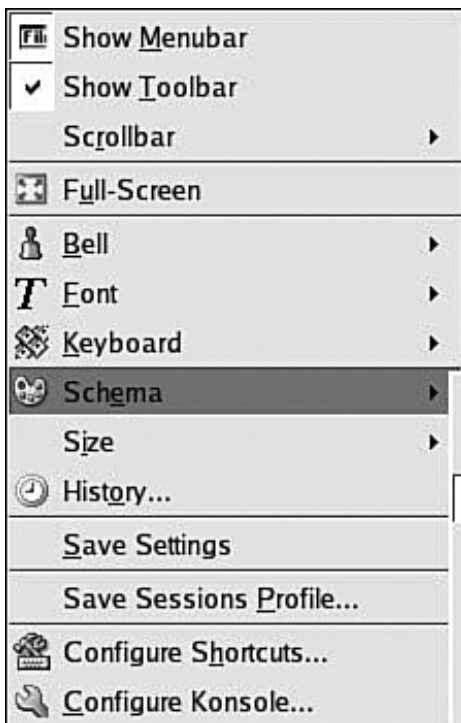 Show Menubar
Show Toolbar
Scrollbar
Full-Screen
Bell
Font
Keyboard
Schema
Size
History...
Save Settings
Save Sessions Profile...
Configure Shortcuts...
Configure Konsole...